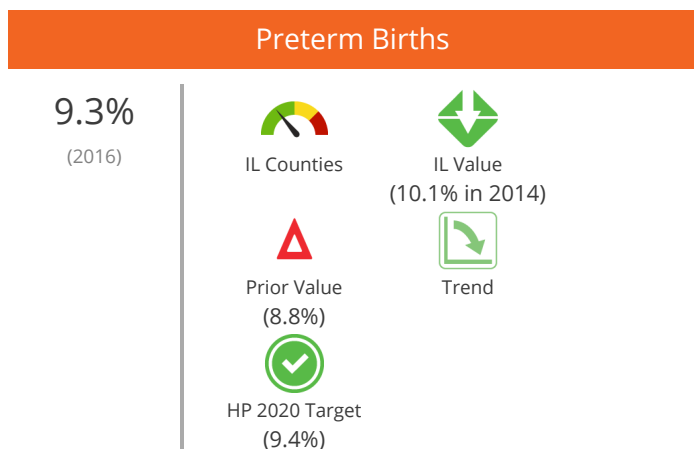 Preterm Births
9.3%
(2016)
IL Counties
IL Value
(10.1% in 2014)
Prior Value
(8.8%)
Trend
HP 2020 Target
(9.4%)